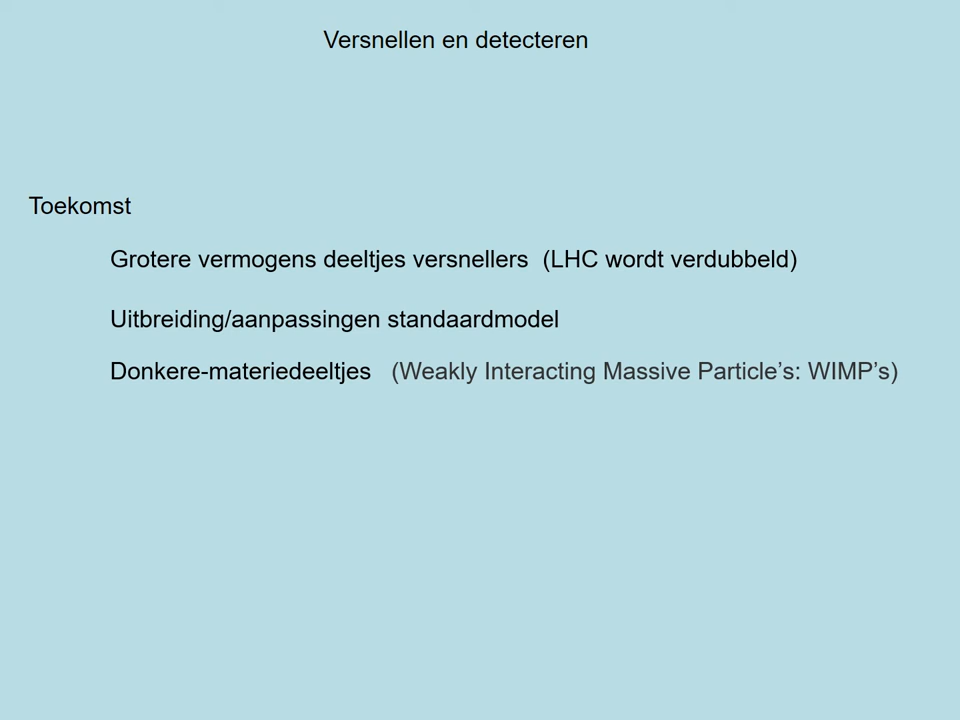 Versnellen en detecteren
Toekomst
Grotere vermogens deeltjes versnellers (LHC wordt verdubbeld)
Uitbreiding/aanpassingen standaardmodel
Donkere-materiedeeltjes (Weakly Interacting Massive Particle’s: WIMP’s)